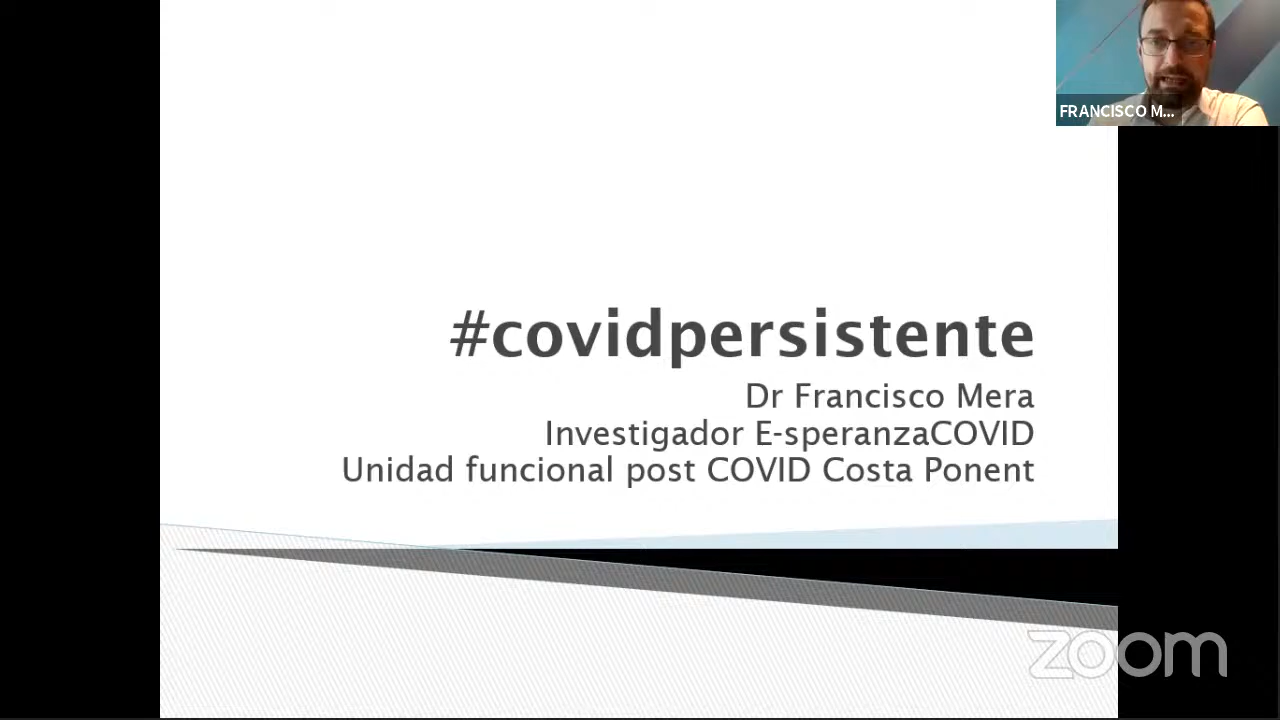 FRANCISCO M...
#covidpersistente
Dr Francisco Mera
Investigador E-speranzaCOVID
Unidad funcional post COVID Costa Ponent
zoom